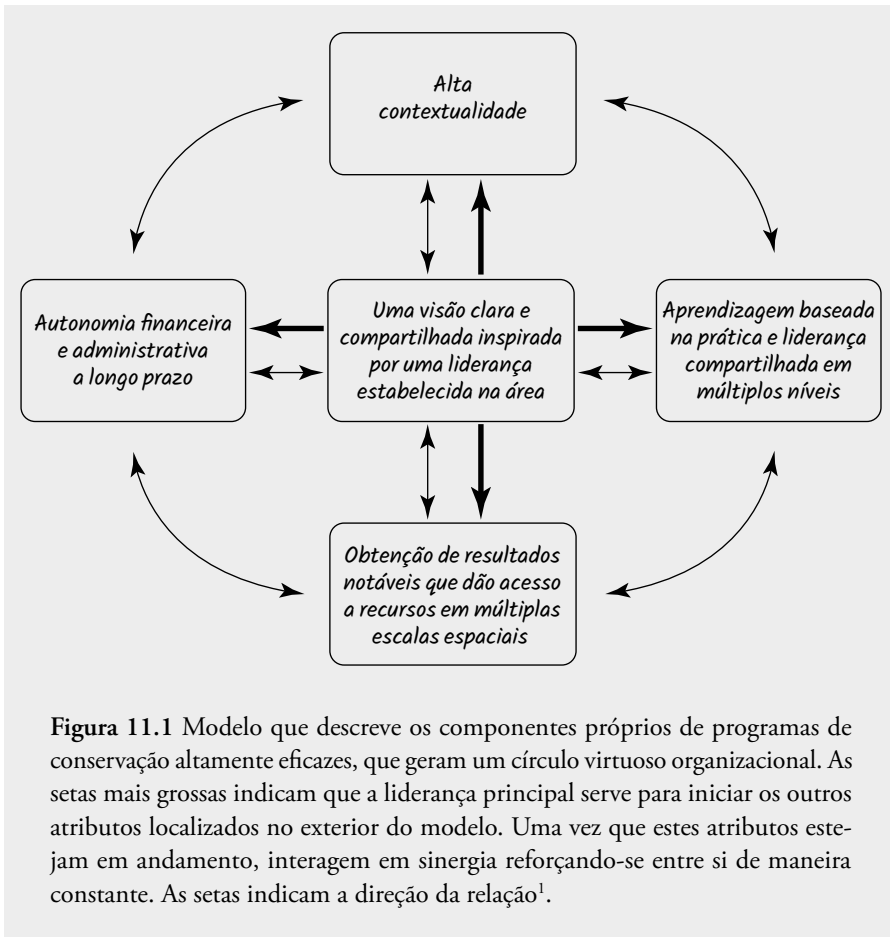 Alta
contextualidade
Autonomia financeira
e administrativa
a longo prazo
Uma visão clara e
compartilhada inspirada
por uma liderança
estabelecida na área
Aprendizagem baseada
na prática e liderança
compartilhada em
múltiplos níveis
Obtenção de resultados
notáveis que dão acesso
a recursos em múltiplas
escalas espaciais
Figura 11.1 Modelo que descreve os componentes próprios de programas de
conservação altamente eficazes, que geram um círculo virtuoso organizacional. As
setas mais grossas indicam que a liderança principal serve para iniciar os outros
atributos localizados no exterior do modelo. Uma vez que estes atributos este-
jam em andamento, interagem em sinergia reforçando-se entre si de maneira
constante. As setas indicam a direção da relação¹.